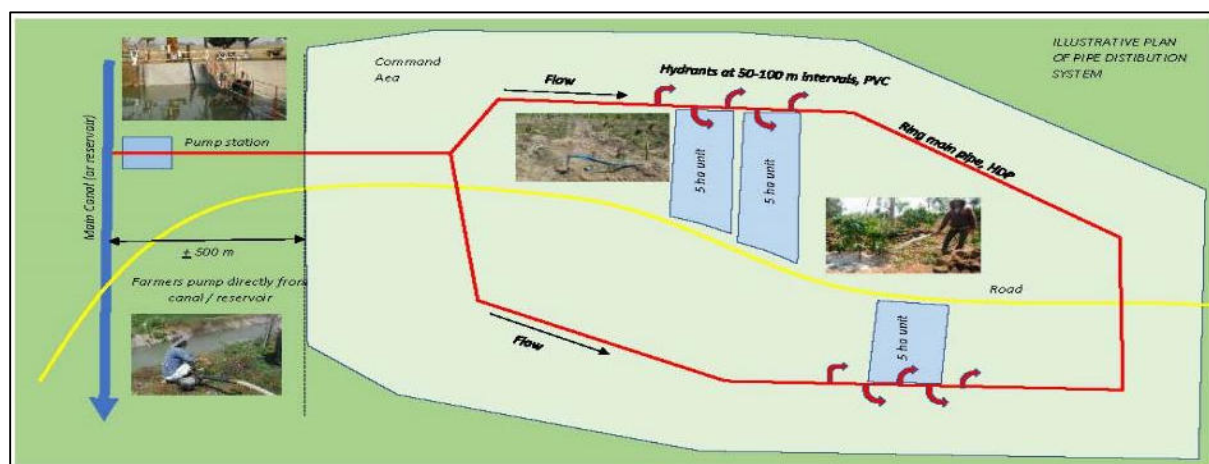 ILLUSTRATIVE PLAN
OF PIPE DISTIBUTION
SYSTEM
Command
Aea
Flow
Hydrants at 50-100 m intervals, PVC
Ring main pipe, HDP
Main Canal (or reservoir)
Pump station
5 ha unit
5 ha unit
± 500 m
Farmers pump directly from
canal / reservoir
Road
5 ha unit
Flow